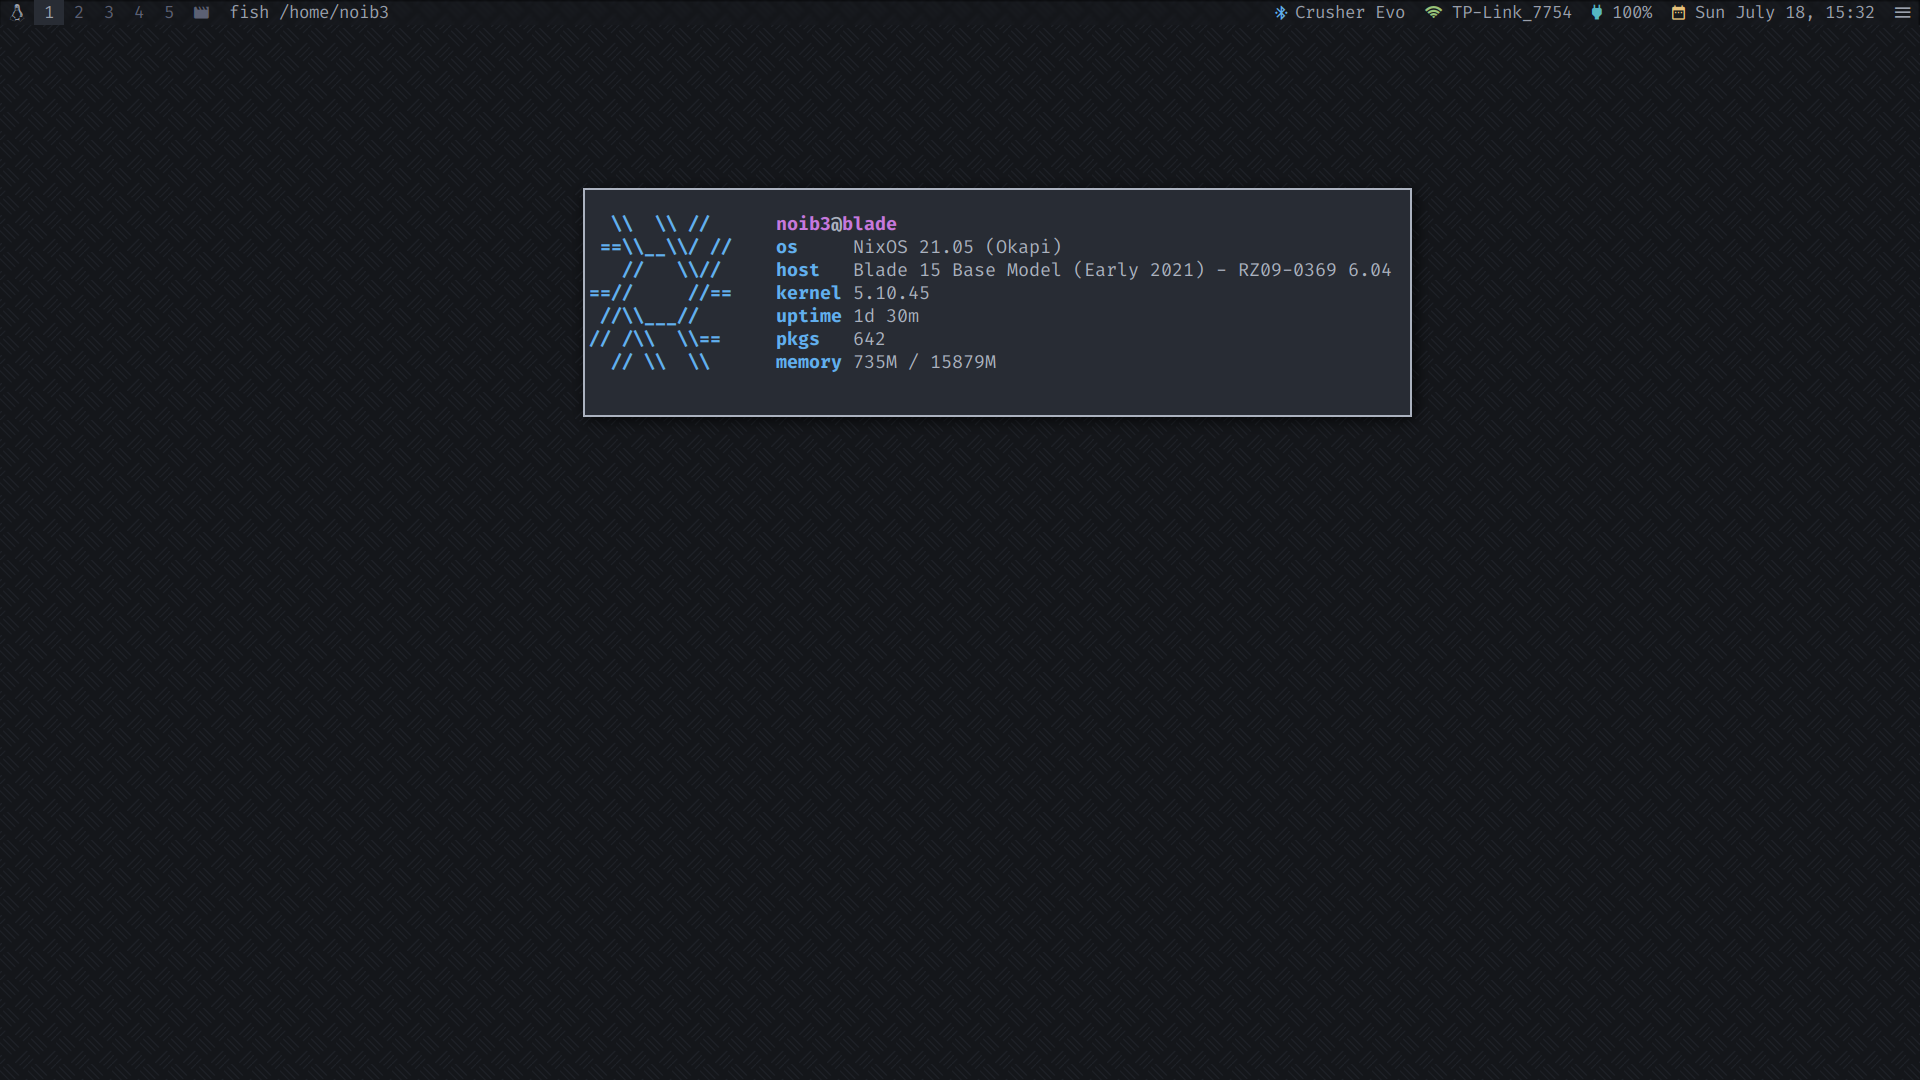 1 2 3 4 5 fish /home/noib3 Crusher Evo TP-Link_7754 100% Sun July 18, 15:32
  \\  \\ //      noib3@blade
 ==\\__\\/ //    os     NixOS 21.05 (Okapi)
   //    \\//     host   Blade 15 Base Model (Early 2021) - RZ09-0369 6.04
==//     //==    kernel 5.10.45
 //\\___//       uptime 1d 30m
// /\\  \\==     pkgs   642
  // \\  \\      memory 735M / 15879M